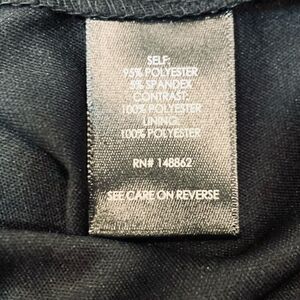 SELF:
95% POLYESTER
5% SPANDEX
CONTRAST:
100% POLYESTER
LINING:
100% POLYESTER
RN# 148862
SEE CARE ON REVERSE